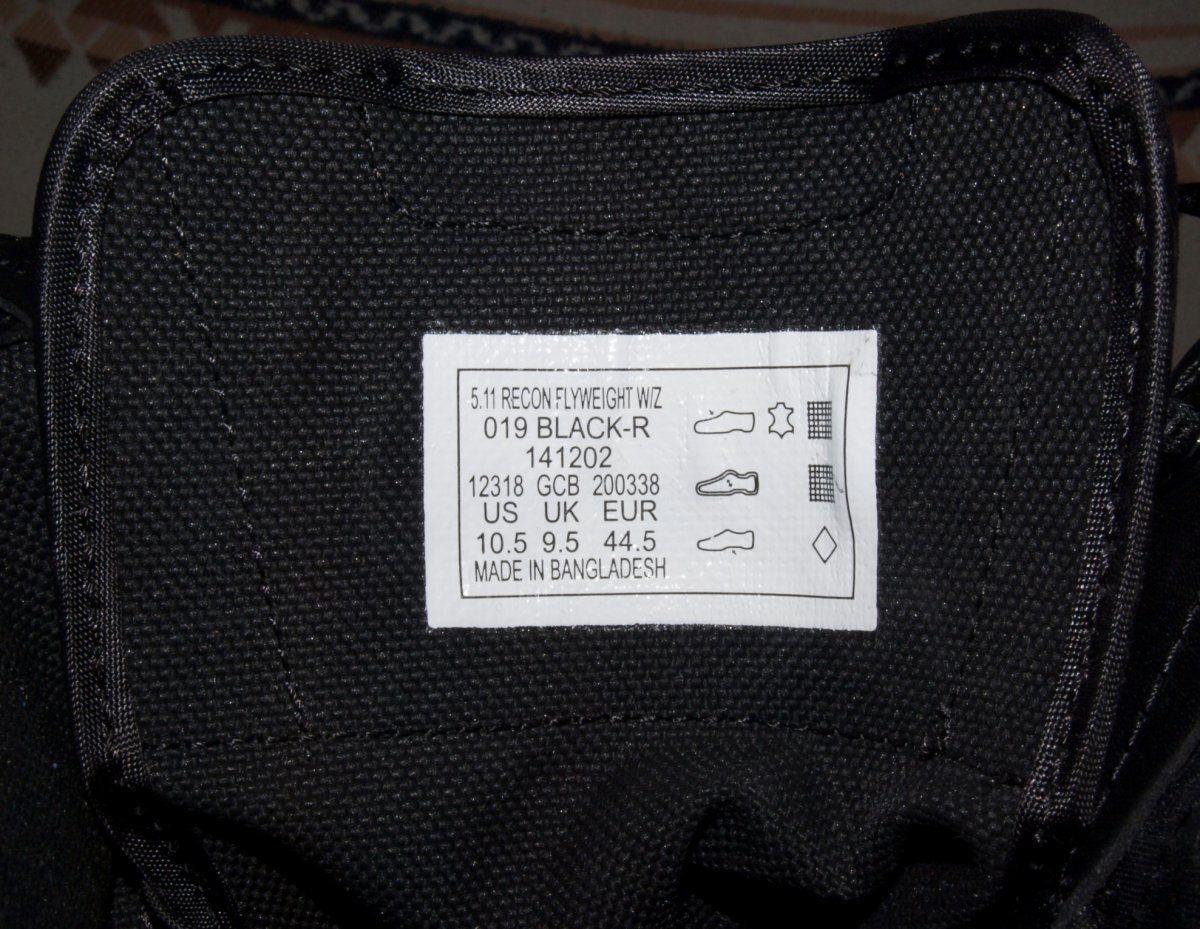 5.11 RECON FLYWEIGHT W/Z
019 BLACK-R
141202
12318 GCB 200338
US UK EUR
10.5 9.5 44.5
MADE IN BANGLADESH